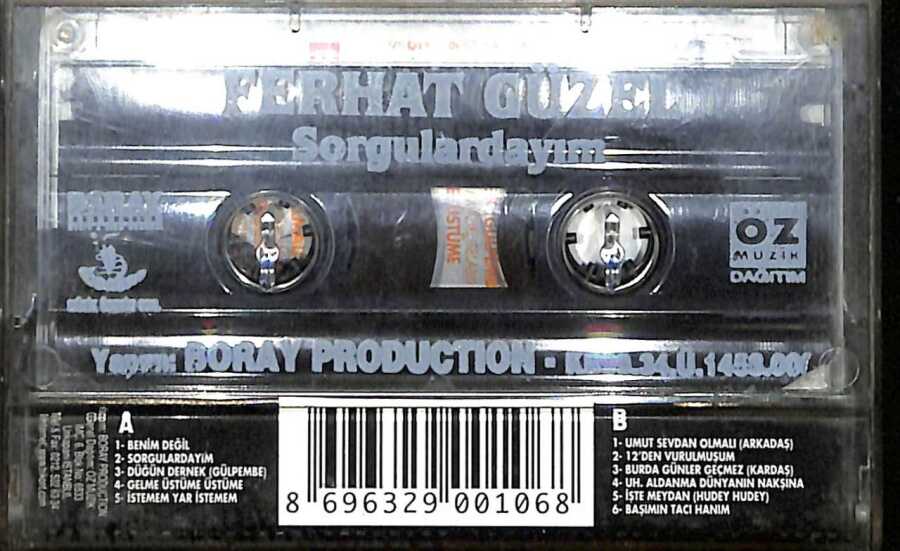 FERHAT GÜZEL
Sorgulardayım
BORAY
ÖZ
MÜZİK
DAĞITIM
ÜSTÜME
Yapım: BORAY PRODUCTION -
A
1- BENİM DEĞİL
2- SORGULARDAYIM
3- DÜĞÜN DERNEK (GÜLPEMBE)
4- GELME ÜSTÜME ÜSTÜME
5- İSTEMEM YAR İSTEMEM
8 696329 001068
B
1- UMUT SEVDAN OLMALI (ARKADAŞ)
2- 12'DEN VURULMUŞUM
3- BURDA GÜNLER GEÇMEZ (KARDAŞ)
4- UH. ALDANMA DÜNYANIN NAKŞINA
5- İŞTE MEYDAN (HUDEY HUDEY)
6- BAŞIMIN TACI HANIM